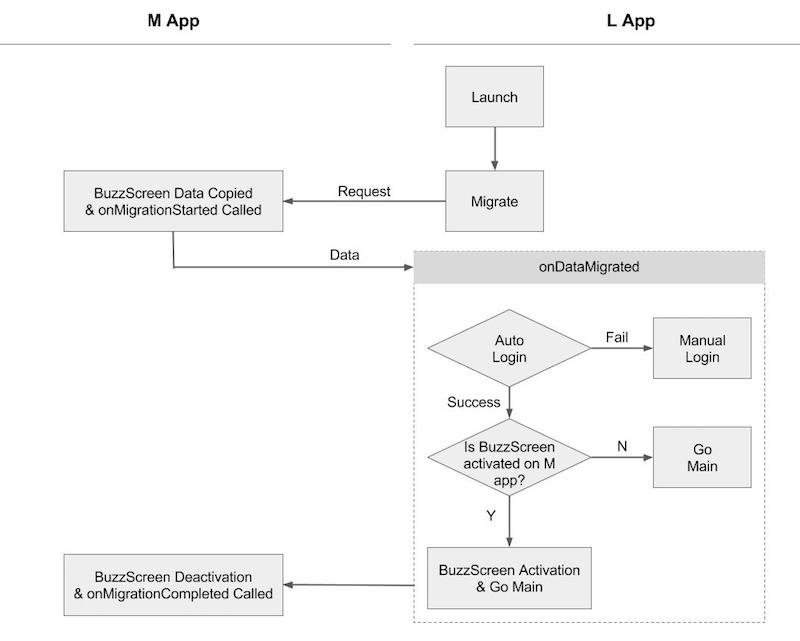 M App
L App
Launch
BuzzScreen Data Copied
& onMigrationStarted Called
Request
Migrate
Data
onDataMigrated
Auto
Login
Fail
Manual
Login
Success
Is BuzzScreen
activated on M
app?
N
Go
Main
Y
BuzzScreen Deactivation
& onMigrationCompleted Called
BuzzScreen Activation
& Go Main